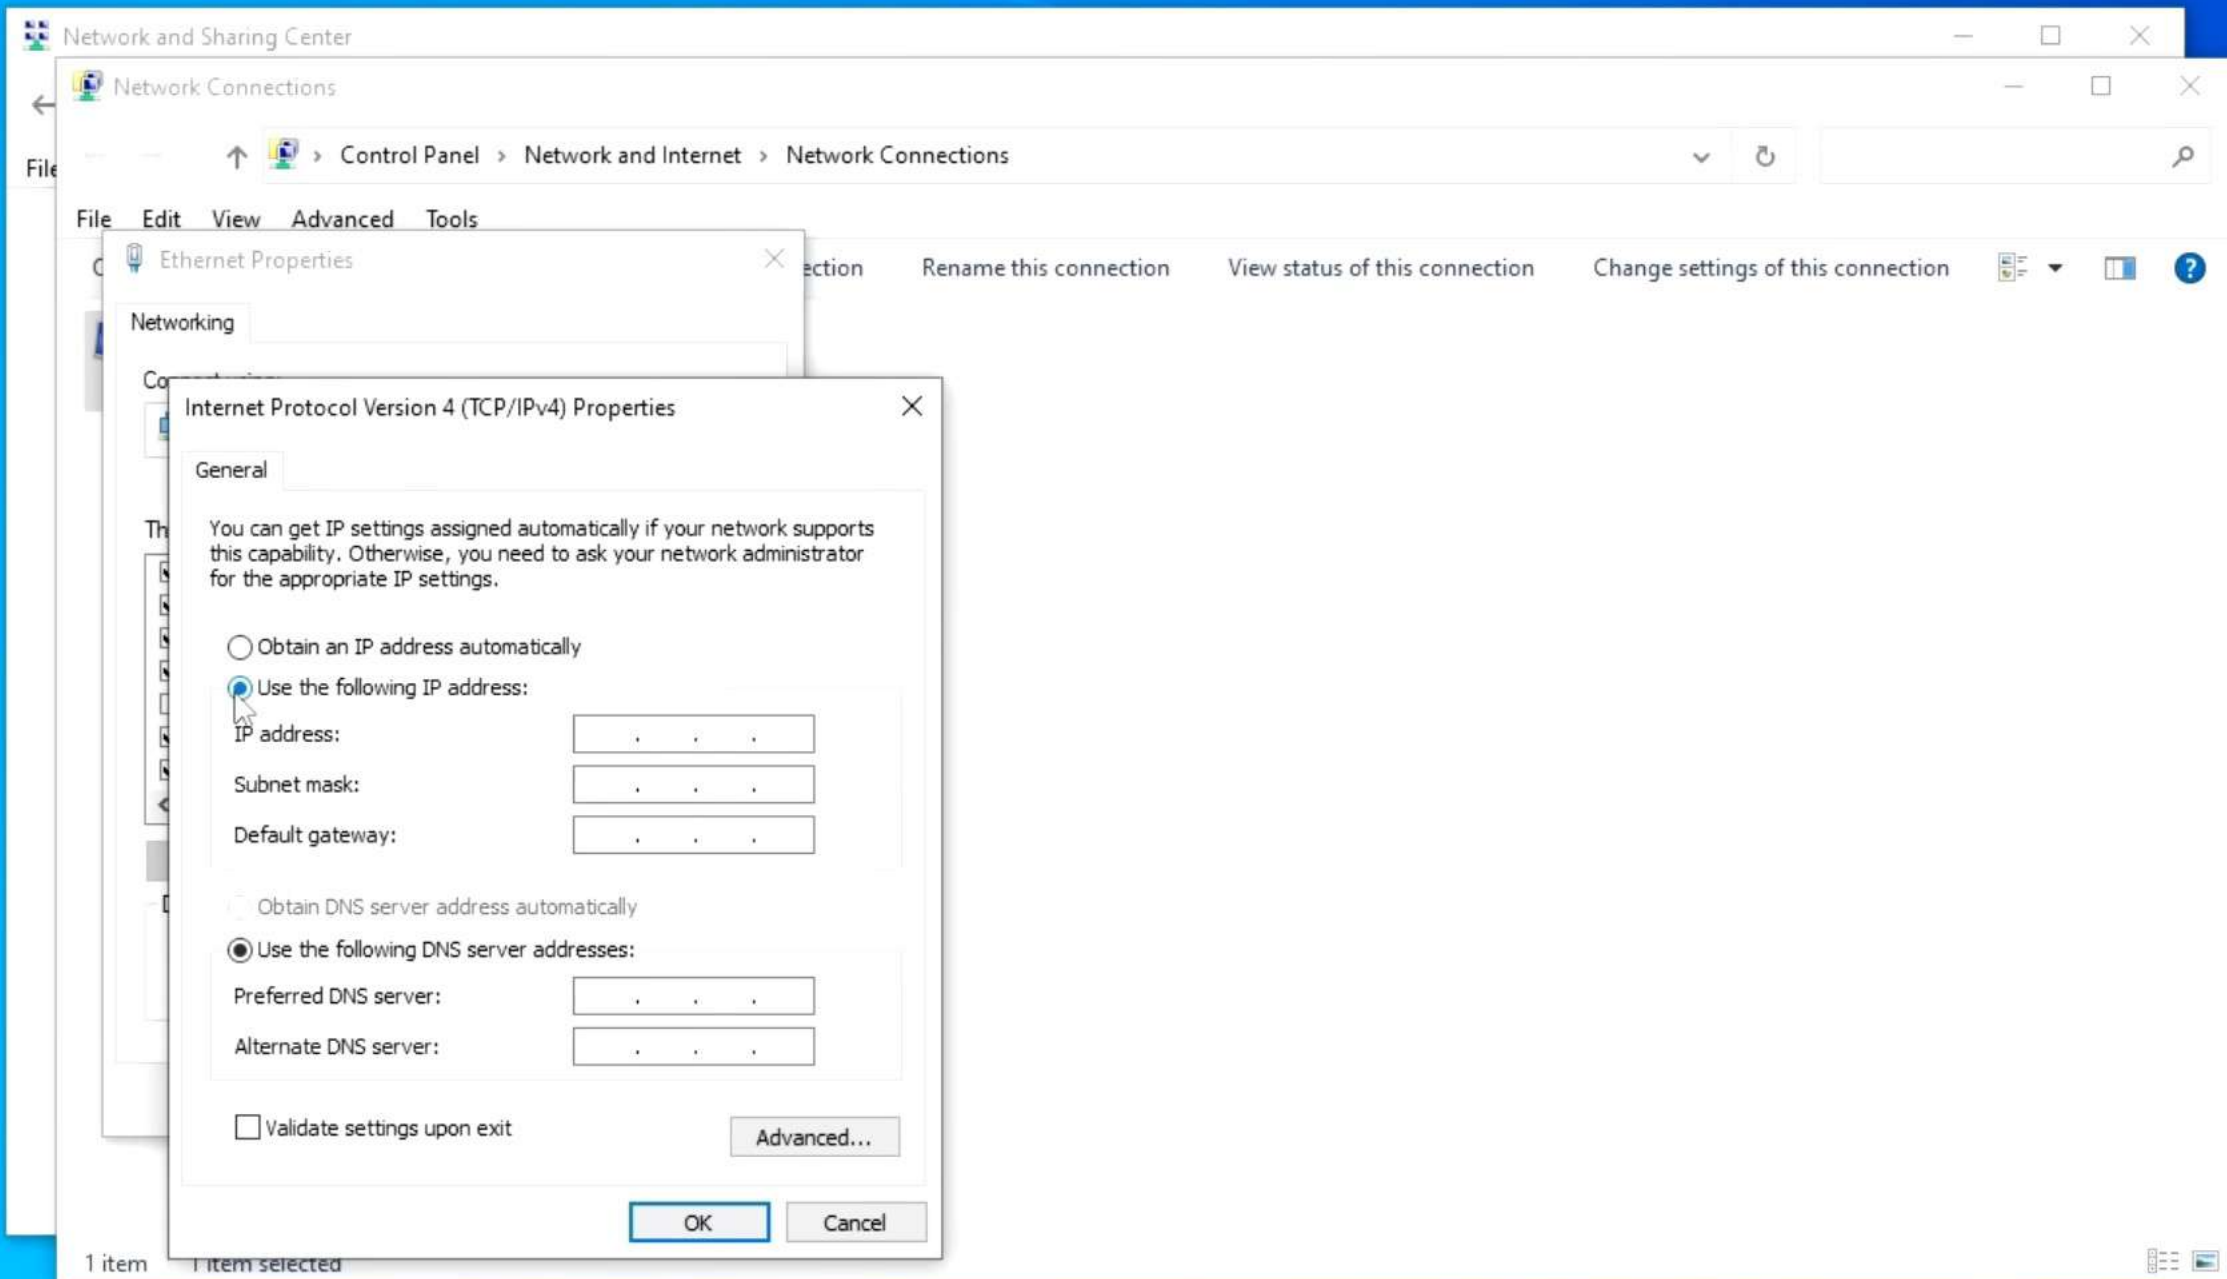 Network and Sharing Center
Network Connections
File
Control Panel > Network and Internet > Network Connections
File Edit View Advanced Tools
Ethernet Properties
Rename this connection View status of this connection Change settings of this connection
Networking
Internet Protocol Version 4 (TCP/IPv4) Properties
General
You can get IP settings assigned automatically if your network supports
this capability. Otherwise, you need to ask your network administrator
for the appropriate IP settings.
Obtain an IP address automatically
Use the following IP address:
IP address:
Subnet mask:
Default gateway:
Obtain DNS server address automatically
Use the following DNS server addresses:
Preferred DNS server:
Alternate DNS server:
Validate settings upon exit
Advanced...
OK Cancel
1 item 1 item selected